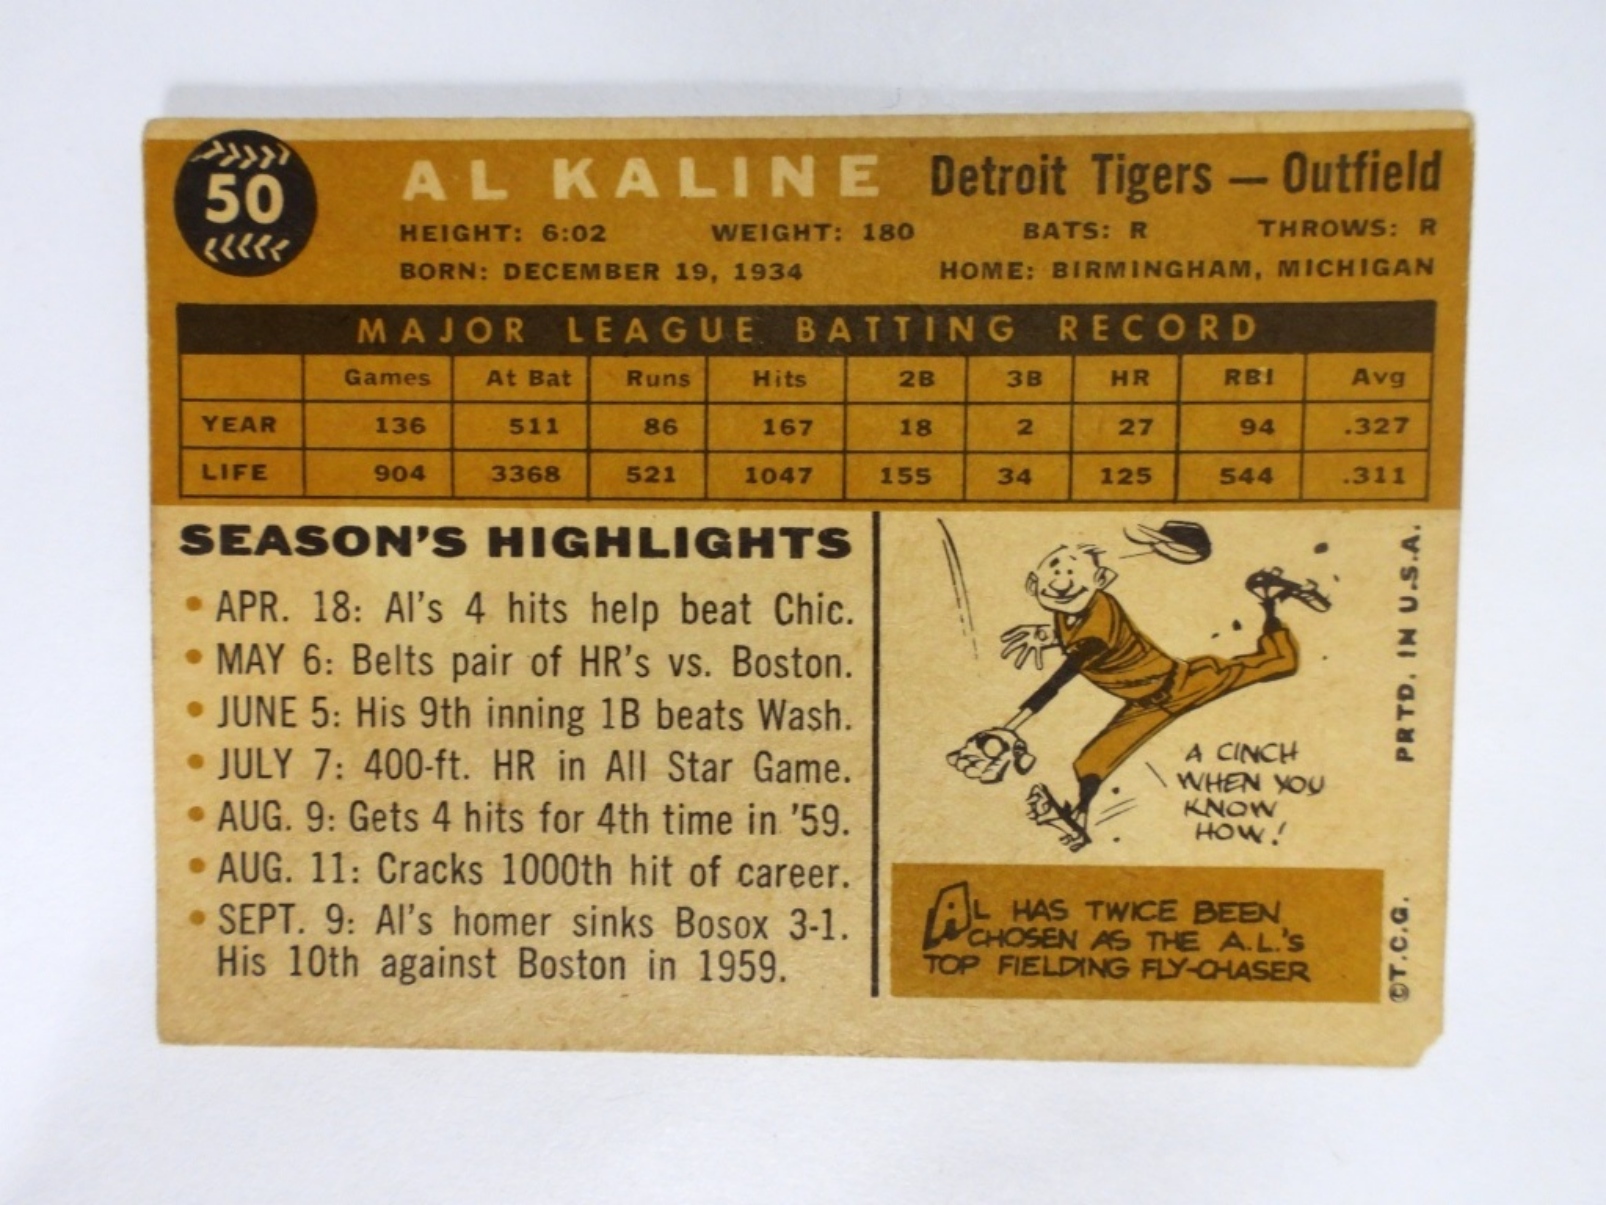 50
AL KALINE Detroit Tigers — Outfield
HEIGHT: 6:02 WEIGHT: 180 BATS: R THROWS: R
BORN: DECEMBER 19, 1934 HOME: BIRMINGHAM, MICHIGAN
MAJOR LEAGUE BATTING RECORD
Games At Bat Runs Hits 2B 3B HR RBI Avg
YEAR 136 511 86 167 18 2 27 94 .327
LIFE 904 3368 521 1047 155 34 125 544 .311
SEASON'S HIGHLIGHTS
• APR. 18: Al's 4 hits help beat Chic.
• MAY 6: Belts pair of HR's vs. Boston.
• JUNE 5: His 9th inning 1B beats Wash.
• JULY 7: 400-ft. HR in All Star Game.
• AUG. 9: Gets 4 hits for 4th time in '59.
• AUG. 11: Cracks 1000th hit of career.
• SEPT. 9: Al's homer sinks Bosox 3-1.
His 10th against Boston in 1959.
A CINCH
WHEN YOU
KNOW
HOW!
AL HAS TWICE BEEN
CHOSEN AS THE A.L.'S
TOP FIELDING FLY-CHASER
©T.C.G. PRTD. IN U.S.A.